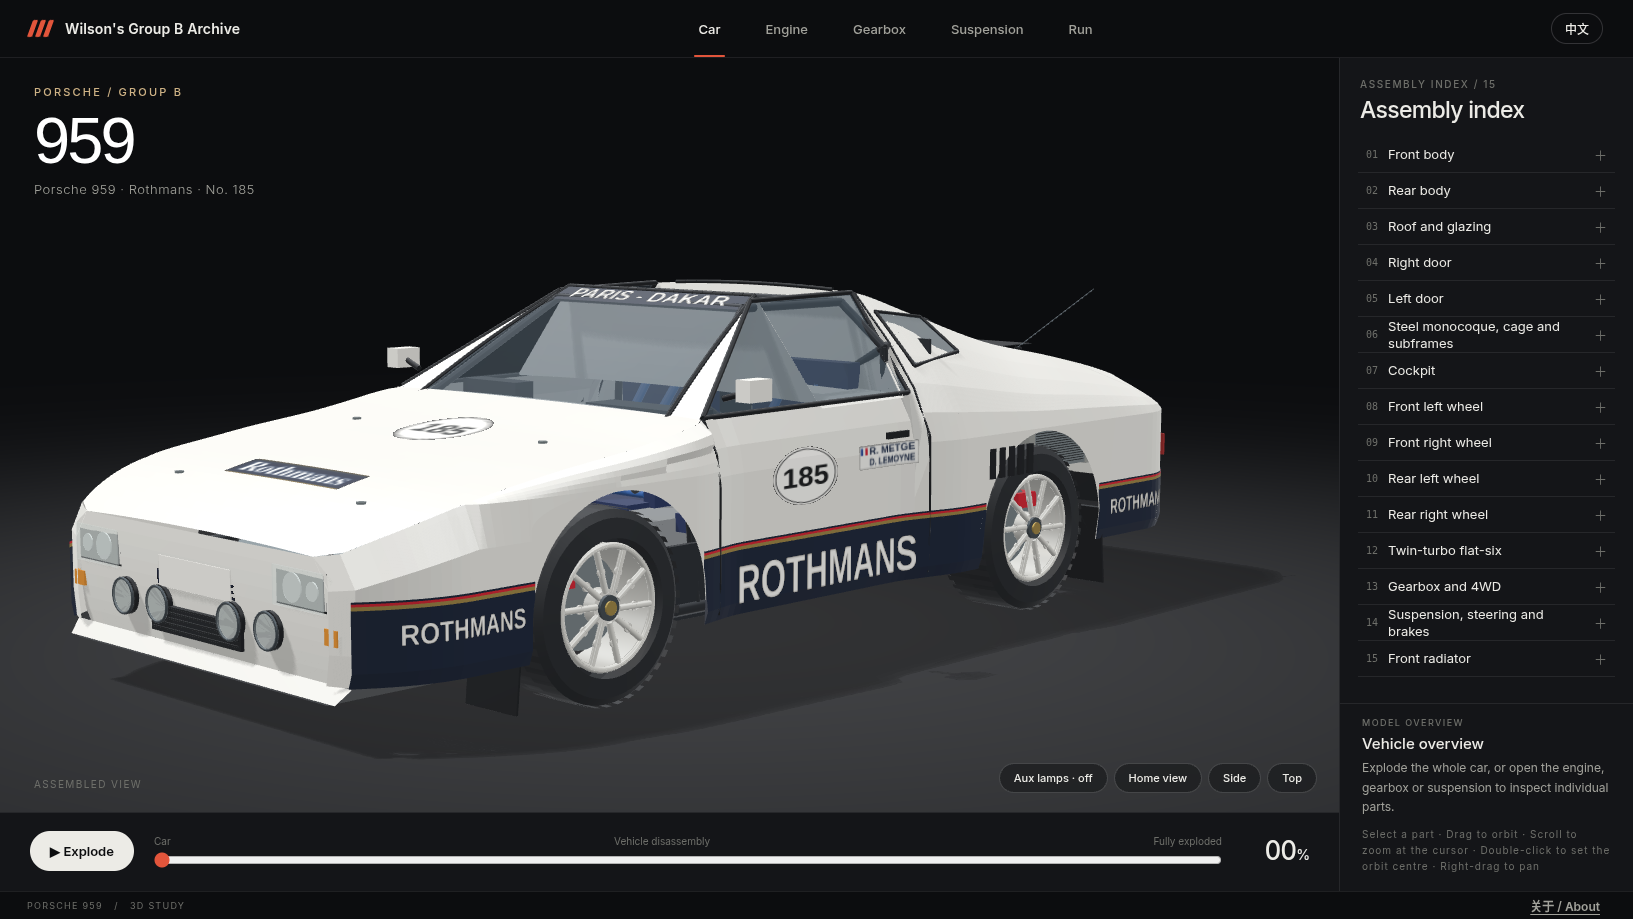 Wilson's Group B Archive
Car
Engine
Gearbox
Suspension
Run
中文
PORSCHE / GROUP B
959
Porsche 959 · Rothmans · No. 185
PARIS - DAKAR
185
Rothmans
185
R. METGE
D. LEMOYNE
ROTHMANS
ROTHMANS
ROTHMAN
ASSEMBLED VIEW
Aux lamps · off
Home view
Side
Top
ASSEMBLY INDEX / 15
Assembly index
01 Front body +
02 Rear body +
03 Roof and glazing +
04 Right door +
05 Left door +
06 Steel monocoque, cage and
subframes +
07 Cockpit +
08 Front left wheel +
09 Front right wheel +
10 Rear left wheel +
11 Rear right wheel +
12 Twin-turbo flat-six +
13 Gearbox and 4WD +
14 Suspension, steering and
brakes +
15 Front radiator +
MODEL OVERVIEW
Vehicle overview
Explode the whole car, or open the engine,
gearbox or suspension to inspect individual
parts.
Select a part · Drag to orbit · Scroll to
zoom at the cursor · Double-click to set the
orbit centre · Right-drag to pan
▶ Explode
Car
Vehicle disassembly
Fully exploded
00%
PORSCHE 959 / 3D STUDY
关于 / About